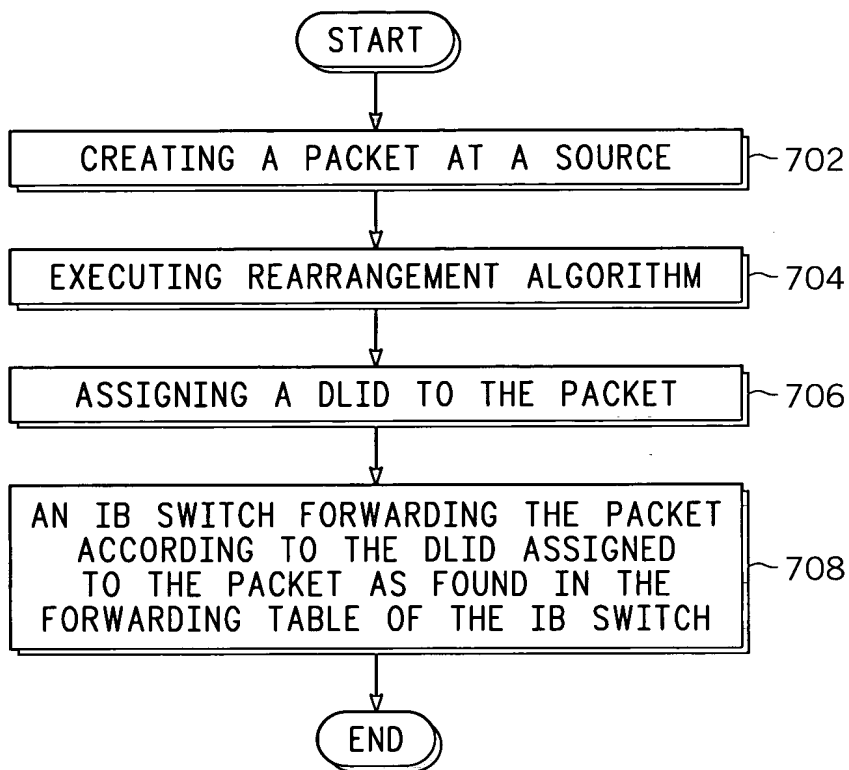 START
CREATING A PACKET AT A SOURCE
702
EXECUTING REARRANGEMENT ALGORITHM
704
ASSIGNING A DLID TO THE PACKET
706
AN IB SWITCH FORWARDING THE PACKET
ACCORDING TO THE DLID ASSIGNED
TO THE PACKET AS FOUND IN THE
FORWARDING TABLE OF THE IB SWITCH
708
END